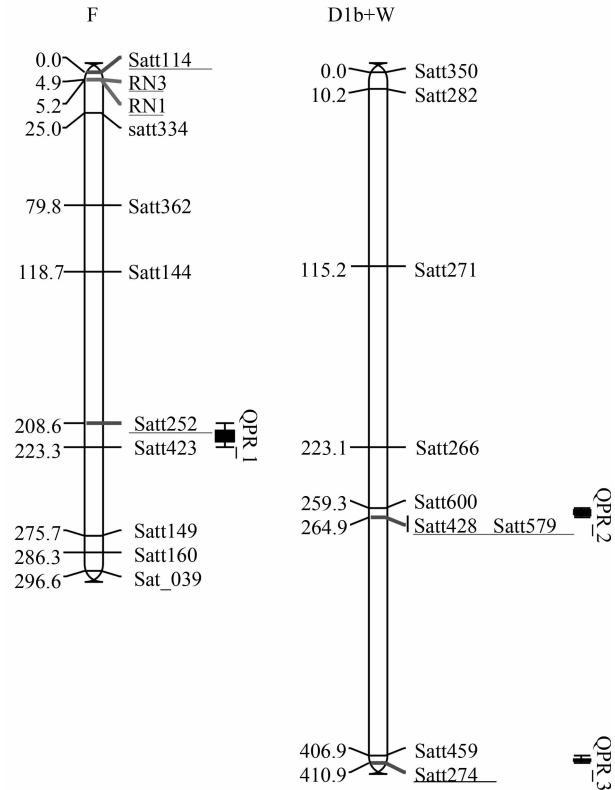 F
0.0 Satt114
4.9 RN3
5.2 RN1
25.0 satt334
79.8 Satt362
118.7 Satt144
208.6 Satt252
223.3 Satt423
QPR_1
275.7 Satt149
286.3 Satt160
296.6 Sat_039
D1b+W
0.0 Satt350
10.2 Satt282
115.2 Satt271
223.1 Satt266
259.3 Satt600
264.9 Satt428 Satt579
QPR_2
406.9 Satt459
410.9 Satt274
QPR_3